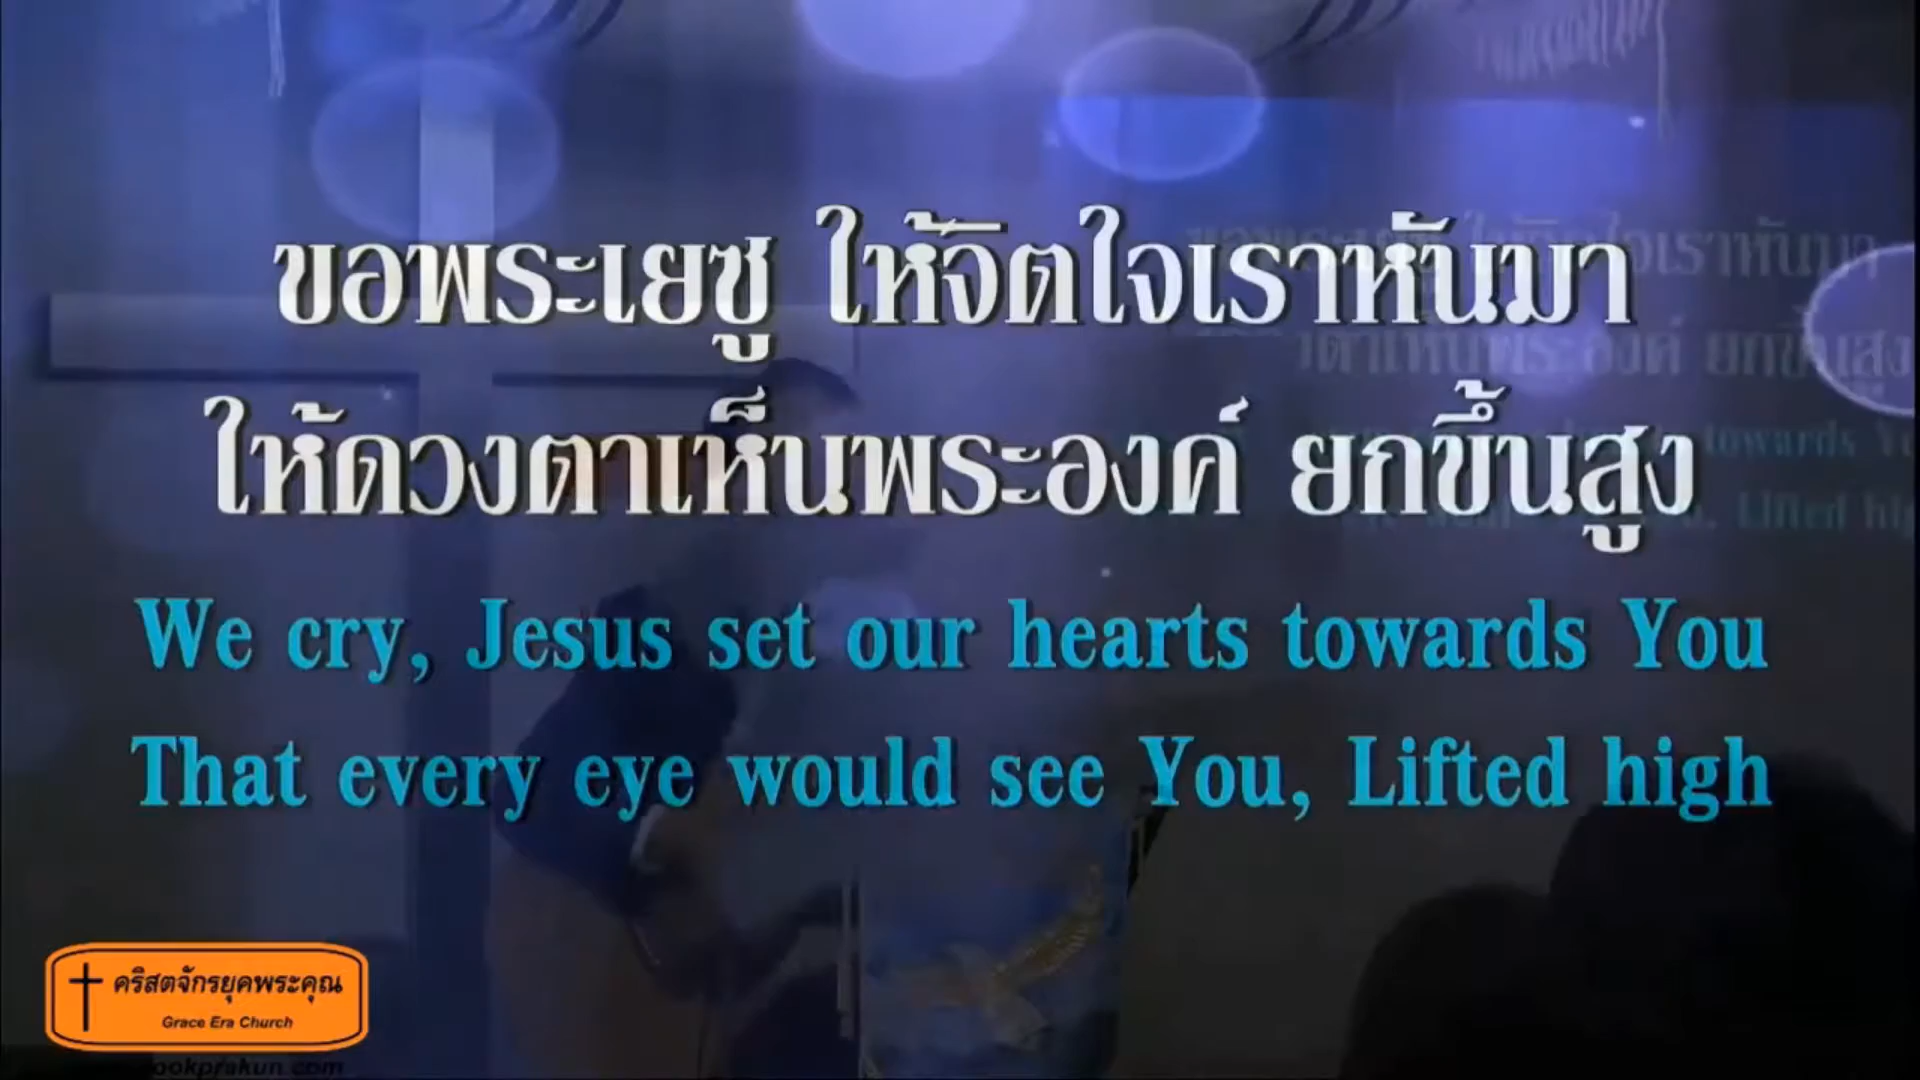 ขอพระเยซู ให้จิตใจเราหันมา
ให้ดวงตาเห็นพระองค์ ยกขึ้นสูง
We cry, Jesus set our hearts towards You
That every eye would see You, Lifted high
คริสตจักรยุคพระคุณ
Grace Era Church
ookprakun.com